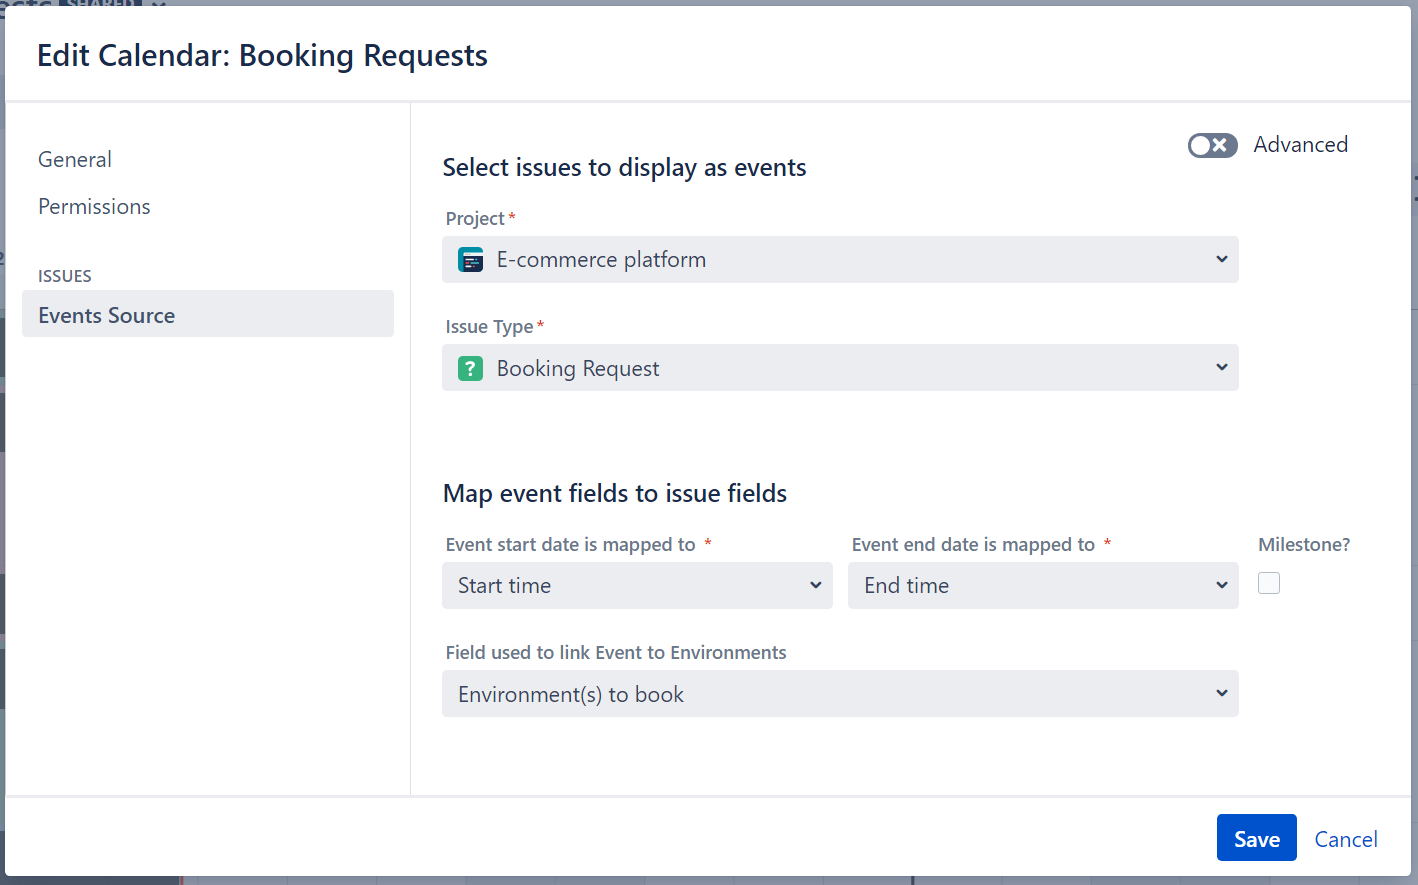 SHARED
Edit Calendar: Booking Requests
General
Permissions
ISSUES
Events Source
Advanced
Select issues to display as events
Project *
E-commerce platform
Issue Type *
? Booking Request
Map event fields to issue fields
Event start date is mapped to *
Event end date is mapped to *
Milestone?
Start time
End time
Field used to link Event to Environments
Environment(s) to book
Save
Cancel